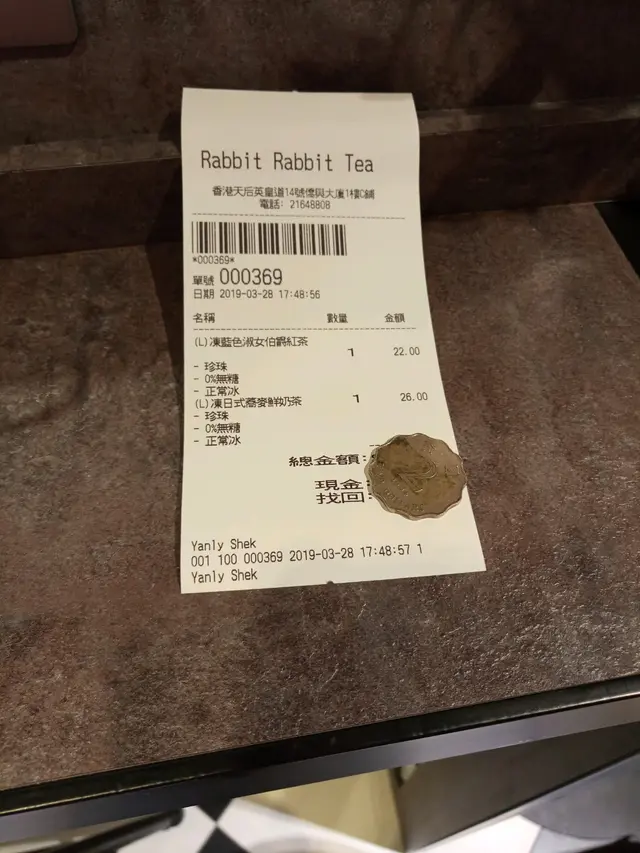 Rabbit Rabbit Tea
香港天后英皇道14號僑興大廈1樓C舖
電話: 21648808
*000369*
單號 000369
日期 2019-03-28 17:48:56
名稱 數量 金額
(L)凍藍色淑女伯爵紅茶
1 22.00
- 珍珠
- 0%無糖
- 正常冰
(L)凍日式蕎麥鮮奶茶 1 26.00
- 珍珠
- 0%無糖
- 正常冰
總金額:
現金:
找回:
Yanly Shek
001 100 000369 2019-03-28 17:48:57 1
Yanly Shek